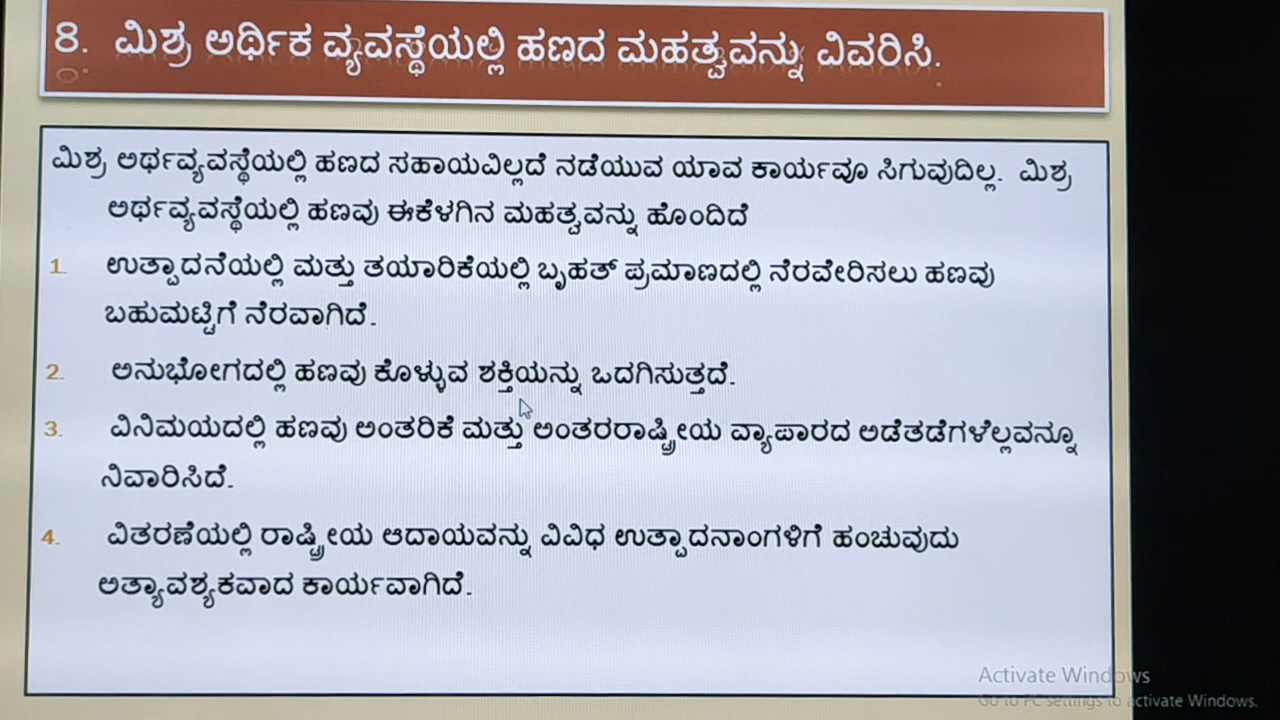 8. ಮಿಶ್ರ ಅರ್ಥಿಕ ವ್ಯವಸ್ಥೆಯಲ್ಲಿ ಹಣದ ಮಹತ್ವವನ್ನು ವಿವರಿಸಿ.
ಮಿಶ್ರ ಅರ್ಥವ್ಯವಸ್ಥೆಯಲ್ಲಿ ಹಣದ ಸಹಾಯವಿಲ್ಲದೆ ನಡೆಯುವ ಯಾವ ಕಾರ್ಯವೂ ಸಿಗುವುದಿಲ್ಲ. ಮಿಶ್ರ
ಅರ್ಥವ್ಯವಸ್ಥೆಯಲ್ಲಿ ಹಣವು ಈಕೆಳಗಿನ ಮಹತ್ವವನ್ನು ಹೊಂದಿದೆ
1. ಉತ್ಪಾದನೆಯಲ್ಲಿ ಮತ್ತು ತಯಾರಿಕೆಯಲ್ಲಿ ಬೃಹತ್ ಪ್ರಮಾಣದಲ್ಲಿ ನೆರವೇರಿಸಲು ಹಣವು
ಬಹುಮಟ್ಟಿಗೆ ನೆರವಾಗಿದೆ.
2. ಅನುಭೋಗದಲ್ಲಿ ಹಣವು ಕೊಳ್ಳುವ ಶಕ್ತಿಯನ್ನು ಒದಗಿಸುತ್ತದೆ.
3. ವಿನಿಮಯದಲ್ಲಿ ಹಣವು ಅಂತರಿಕೆ ಮತ್ತು ಅಂತರರಾಷ್ಟ್ರೀಯ ವ್ಯಾಪಾರದ ಅಡೆತಡೆಗಳೆಲ್ಲವನ್ನೂ
ನಿವಾರಿಸಿದೆ.
4. ವಿತರಣೆಯಲ್ಲಿ ರಾಷ್ಟ್ರೀಯ ಆದಾಯವನ್ನು ವಿವಿಧ ಉತ್ಪಾದನಾಂಗಳಿಗೆ ಹಂಚುವುದು
ಅತ್ಯಾವಶ್ಯಕವಾದ ಕಾರ್ಯವಾಗಿದೆ.
Activate Windows
Go to PC settings to activate Windows.